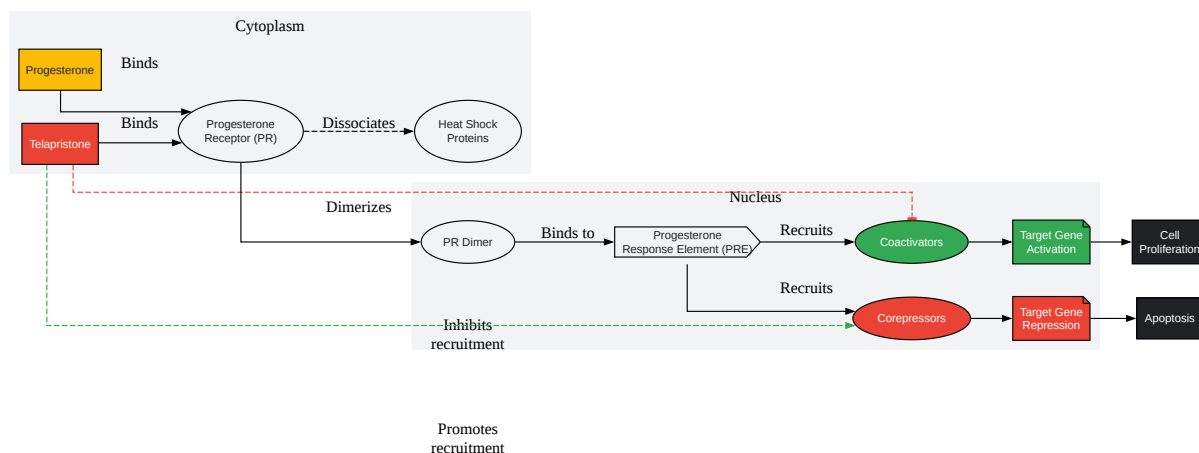 Cytoplasm
Progesterone
Binds
Telapristone
Binds
Progesterone
Receptor (PR)
Dissociates
Heat Shock
Proteins
Nucleus
Dimerizes
PR Dimer
Binds to
Progesterone
Response Element (PRE)
Recruits
Coactivators
Target Gene
Activation
Cell
Proliferation
Recruits
Corepressors
Target Gene
Repression
Apoptosis
Inhibits
recruitment
Promotes
recruitment